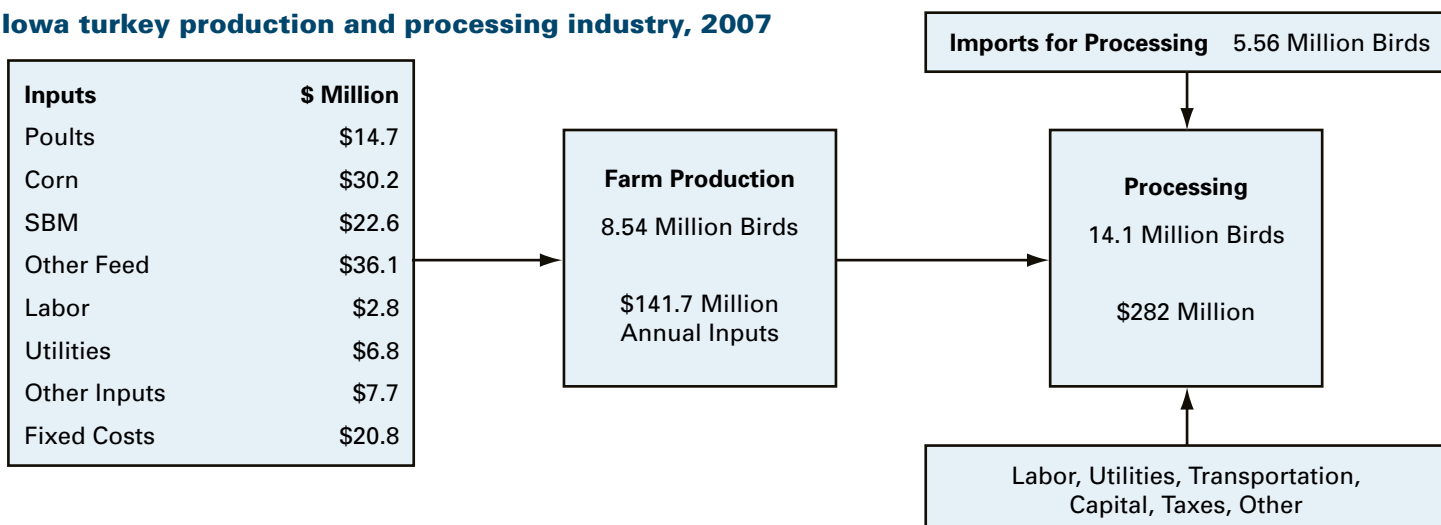 Iowa turkey production and processing industry, 2007
Imports for Processing 5.56 Million Birds
Inputs $ Million
Poults $14.7
Corn $30.2
SBM $22.6
Other Feed $36.1
Labor $2.8
Utilities $6.8
Other Inputs $7.7
Fixed Costs $20.8
Farm Production
8.54 Million Birds
$141.7 Million
Annual Inputs
Processing
14.1 Million Birds
$282 Million
Labor, Utilities, Transportation,
Capital, Taxes, Other